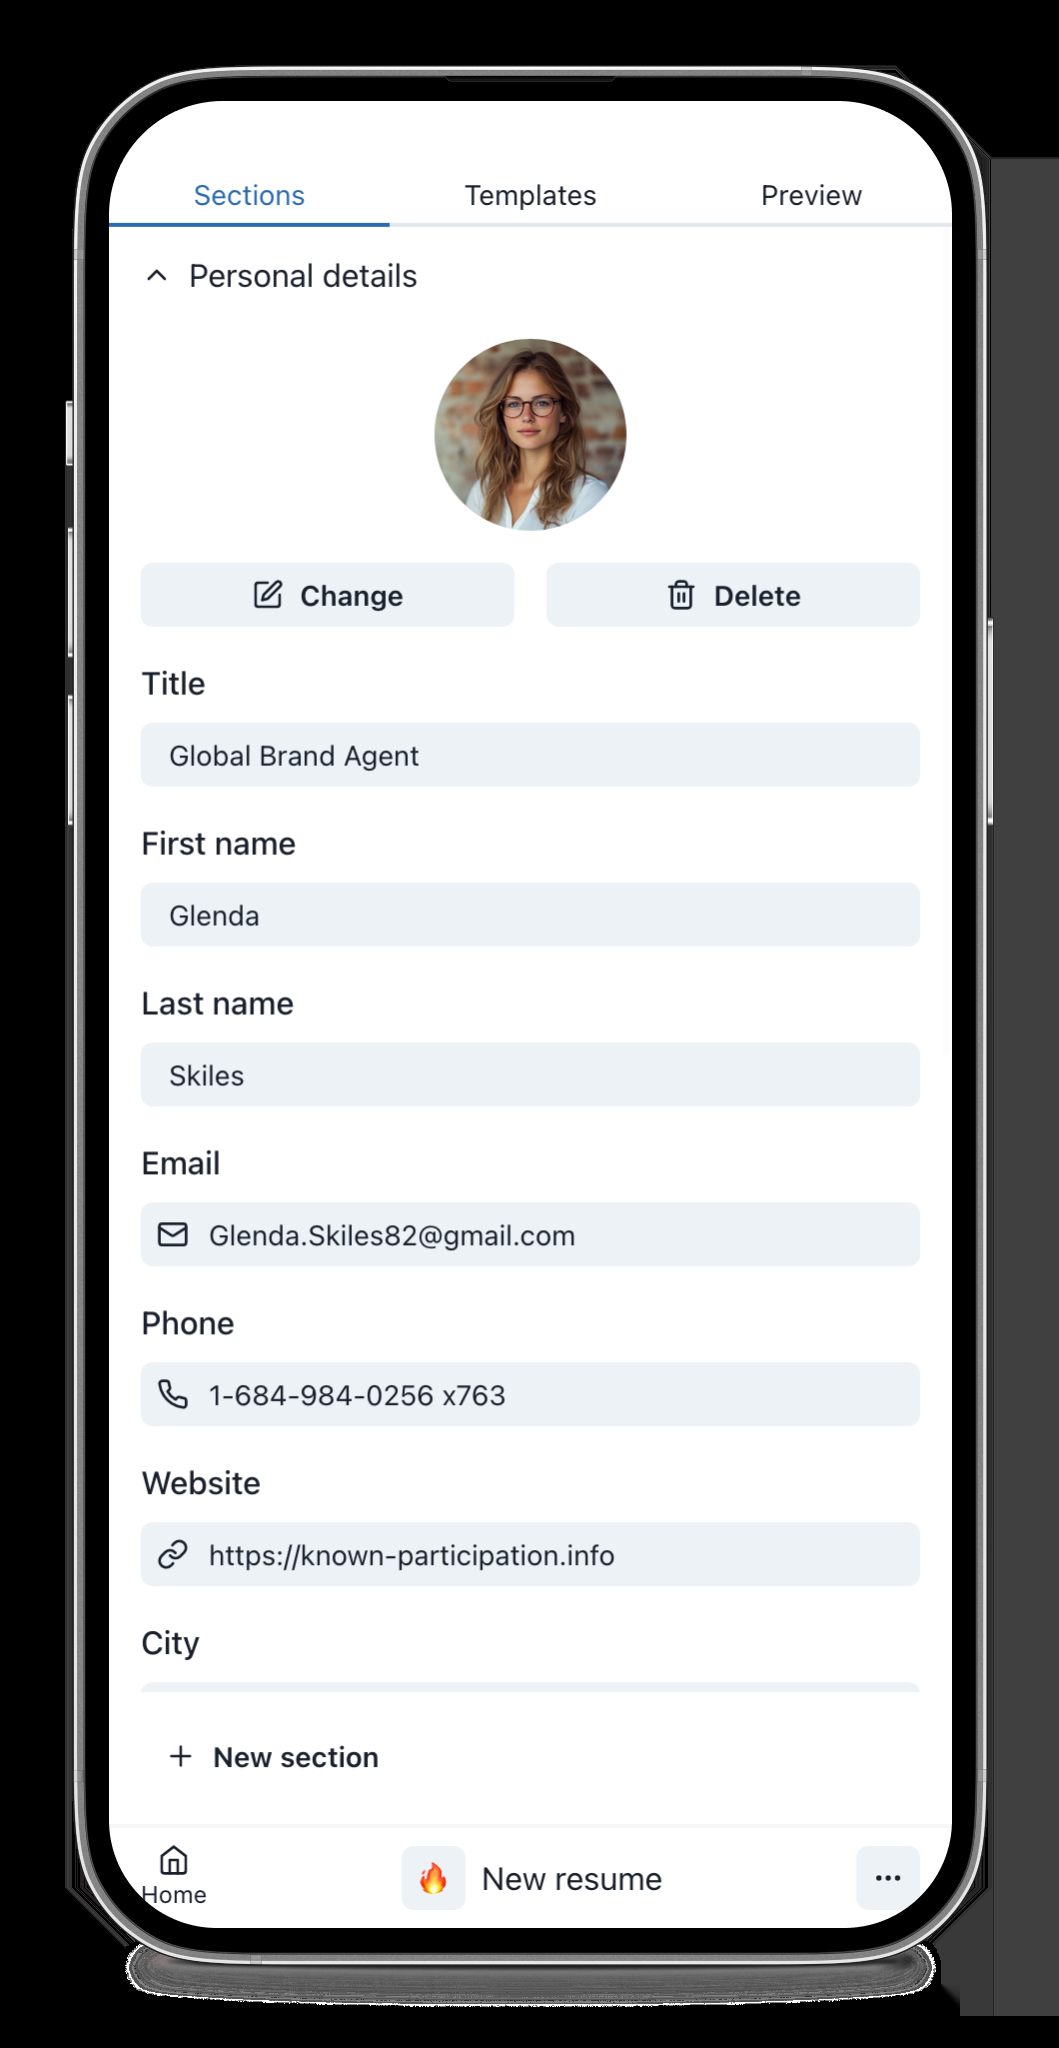 Sections Templates Preview
Personal details
Change Delete
Title
Global Brand Agent
First name
Glenda
Last name
Skiles
Email
Glenda.Skiles82@gmail.com
Phone
1-684-984-0256 x763
Website
https://known-participation.info
City
New section
Home
New resume